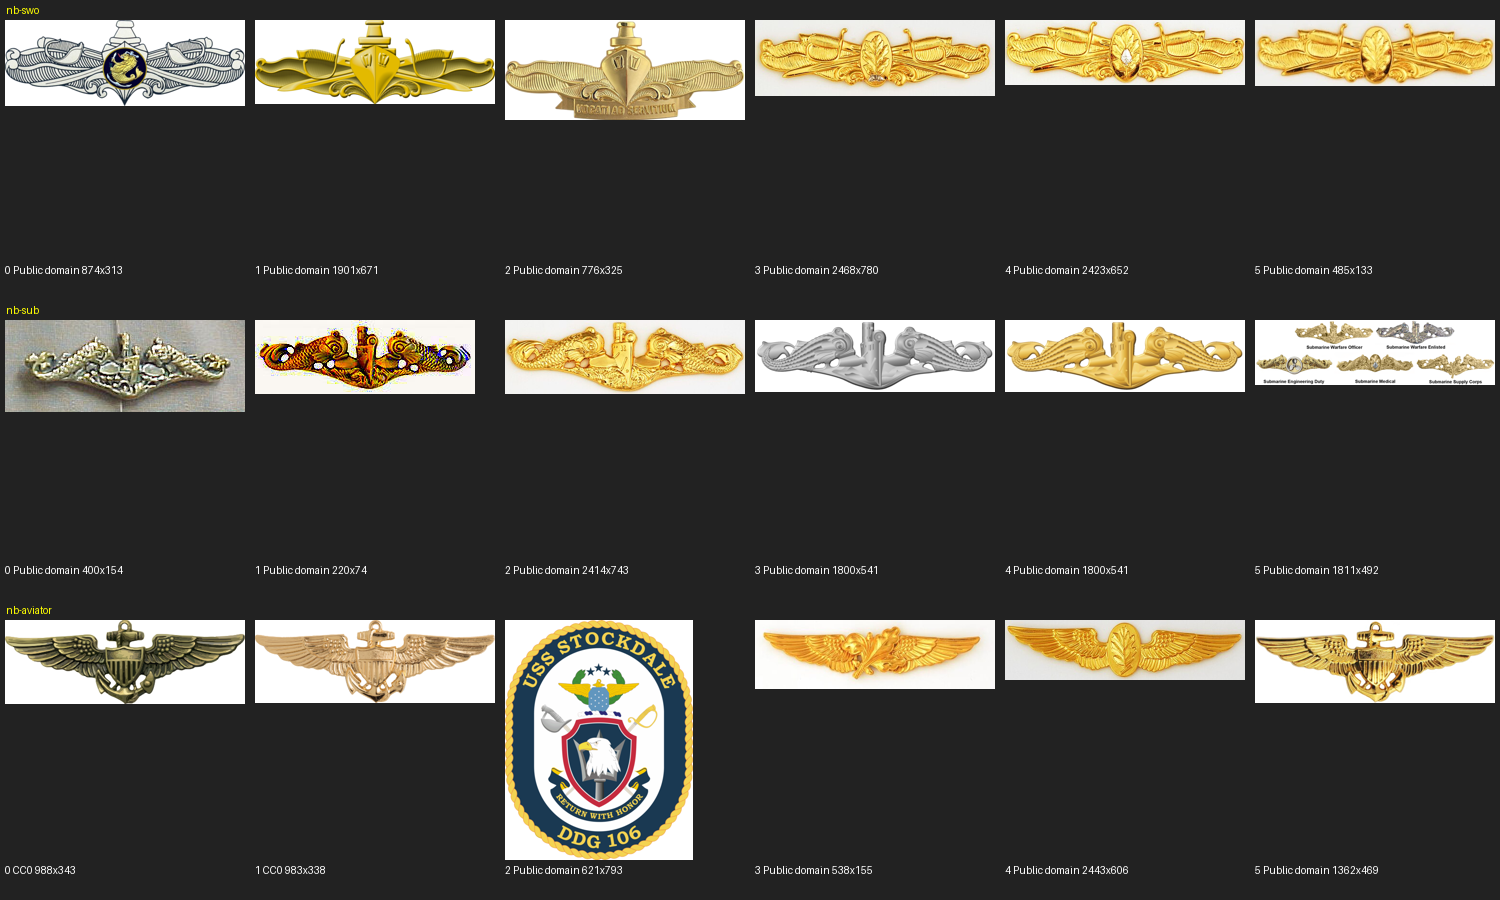 nb-swo
VOCATI AD SERVITIUM
0 Public domain 874x313
1 Public domain 1901x671
2 Public domain 776x325
3 Public domain 2468x780
4 Public domain 2423x652
5 Public domain 485x133
nb-sub
Submarine Warfare Officer
Submarine Warfare Enlisted
Submarine Engineering Duty
Submarine Medical
Submarine Supply Corps
0 Public domain 400x154
1 Public domain 220x74
2 Public domain 2414x743
3 Public domain 1800x541
4 Public domain 1800x541
5 Public domain 1811x492
nb-aviator
USS STOCKDALE
RETURN WITH HONOR
DDG 106
0 CC0 988x343
1 CC0 983x338
2 Public domain 621x793
3 Public domain 538x155
4 Public domain 2443x606
5 Public domain 1362x469